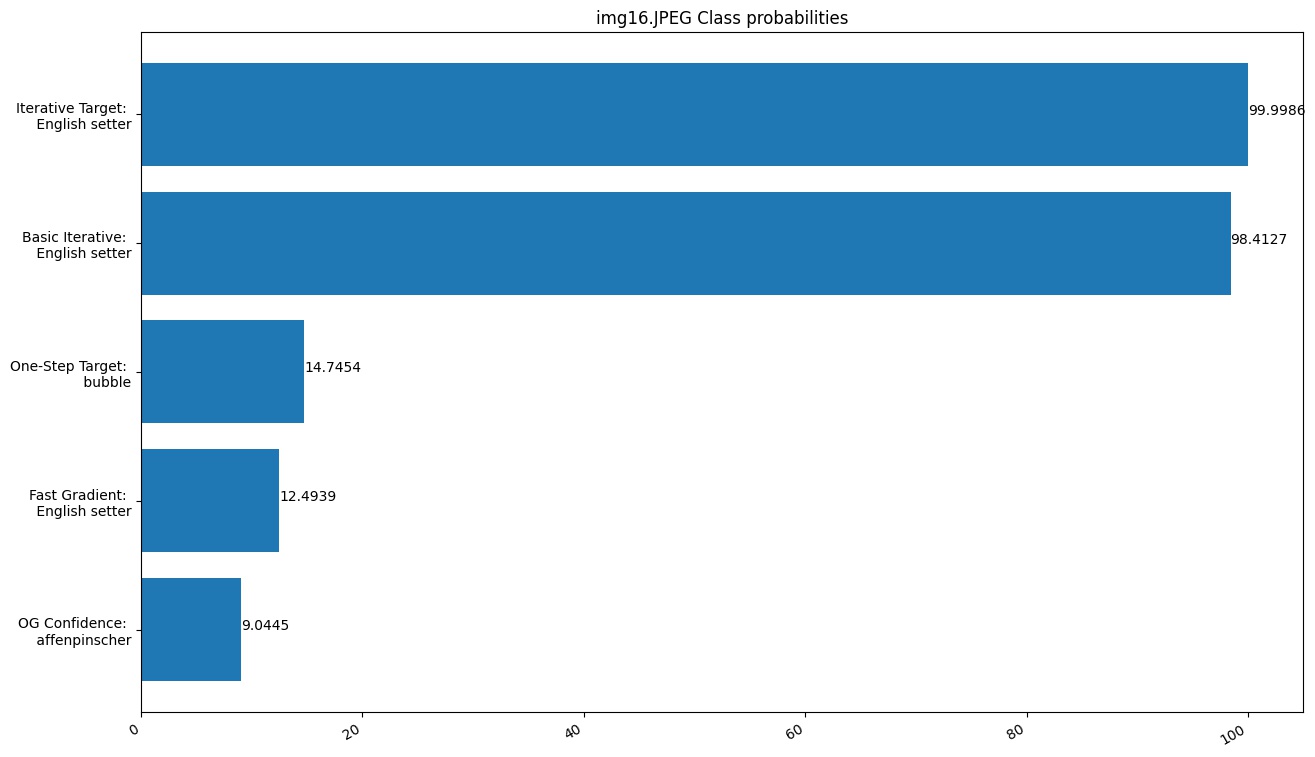 img16.JPEG Class probabilities
Iterative Target:
English setter
99.9986
Basic Iterative:
English setter
98.4127
One-Step Target:
bubble
14.7454
Fast Gradient:
English setter
12.4939
OG Confidence:
affenpinscher
9.0445
0
20
40
60
80
100